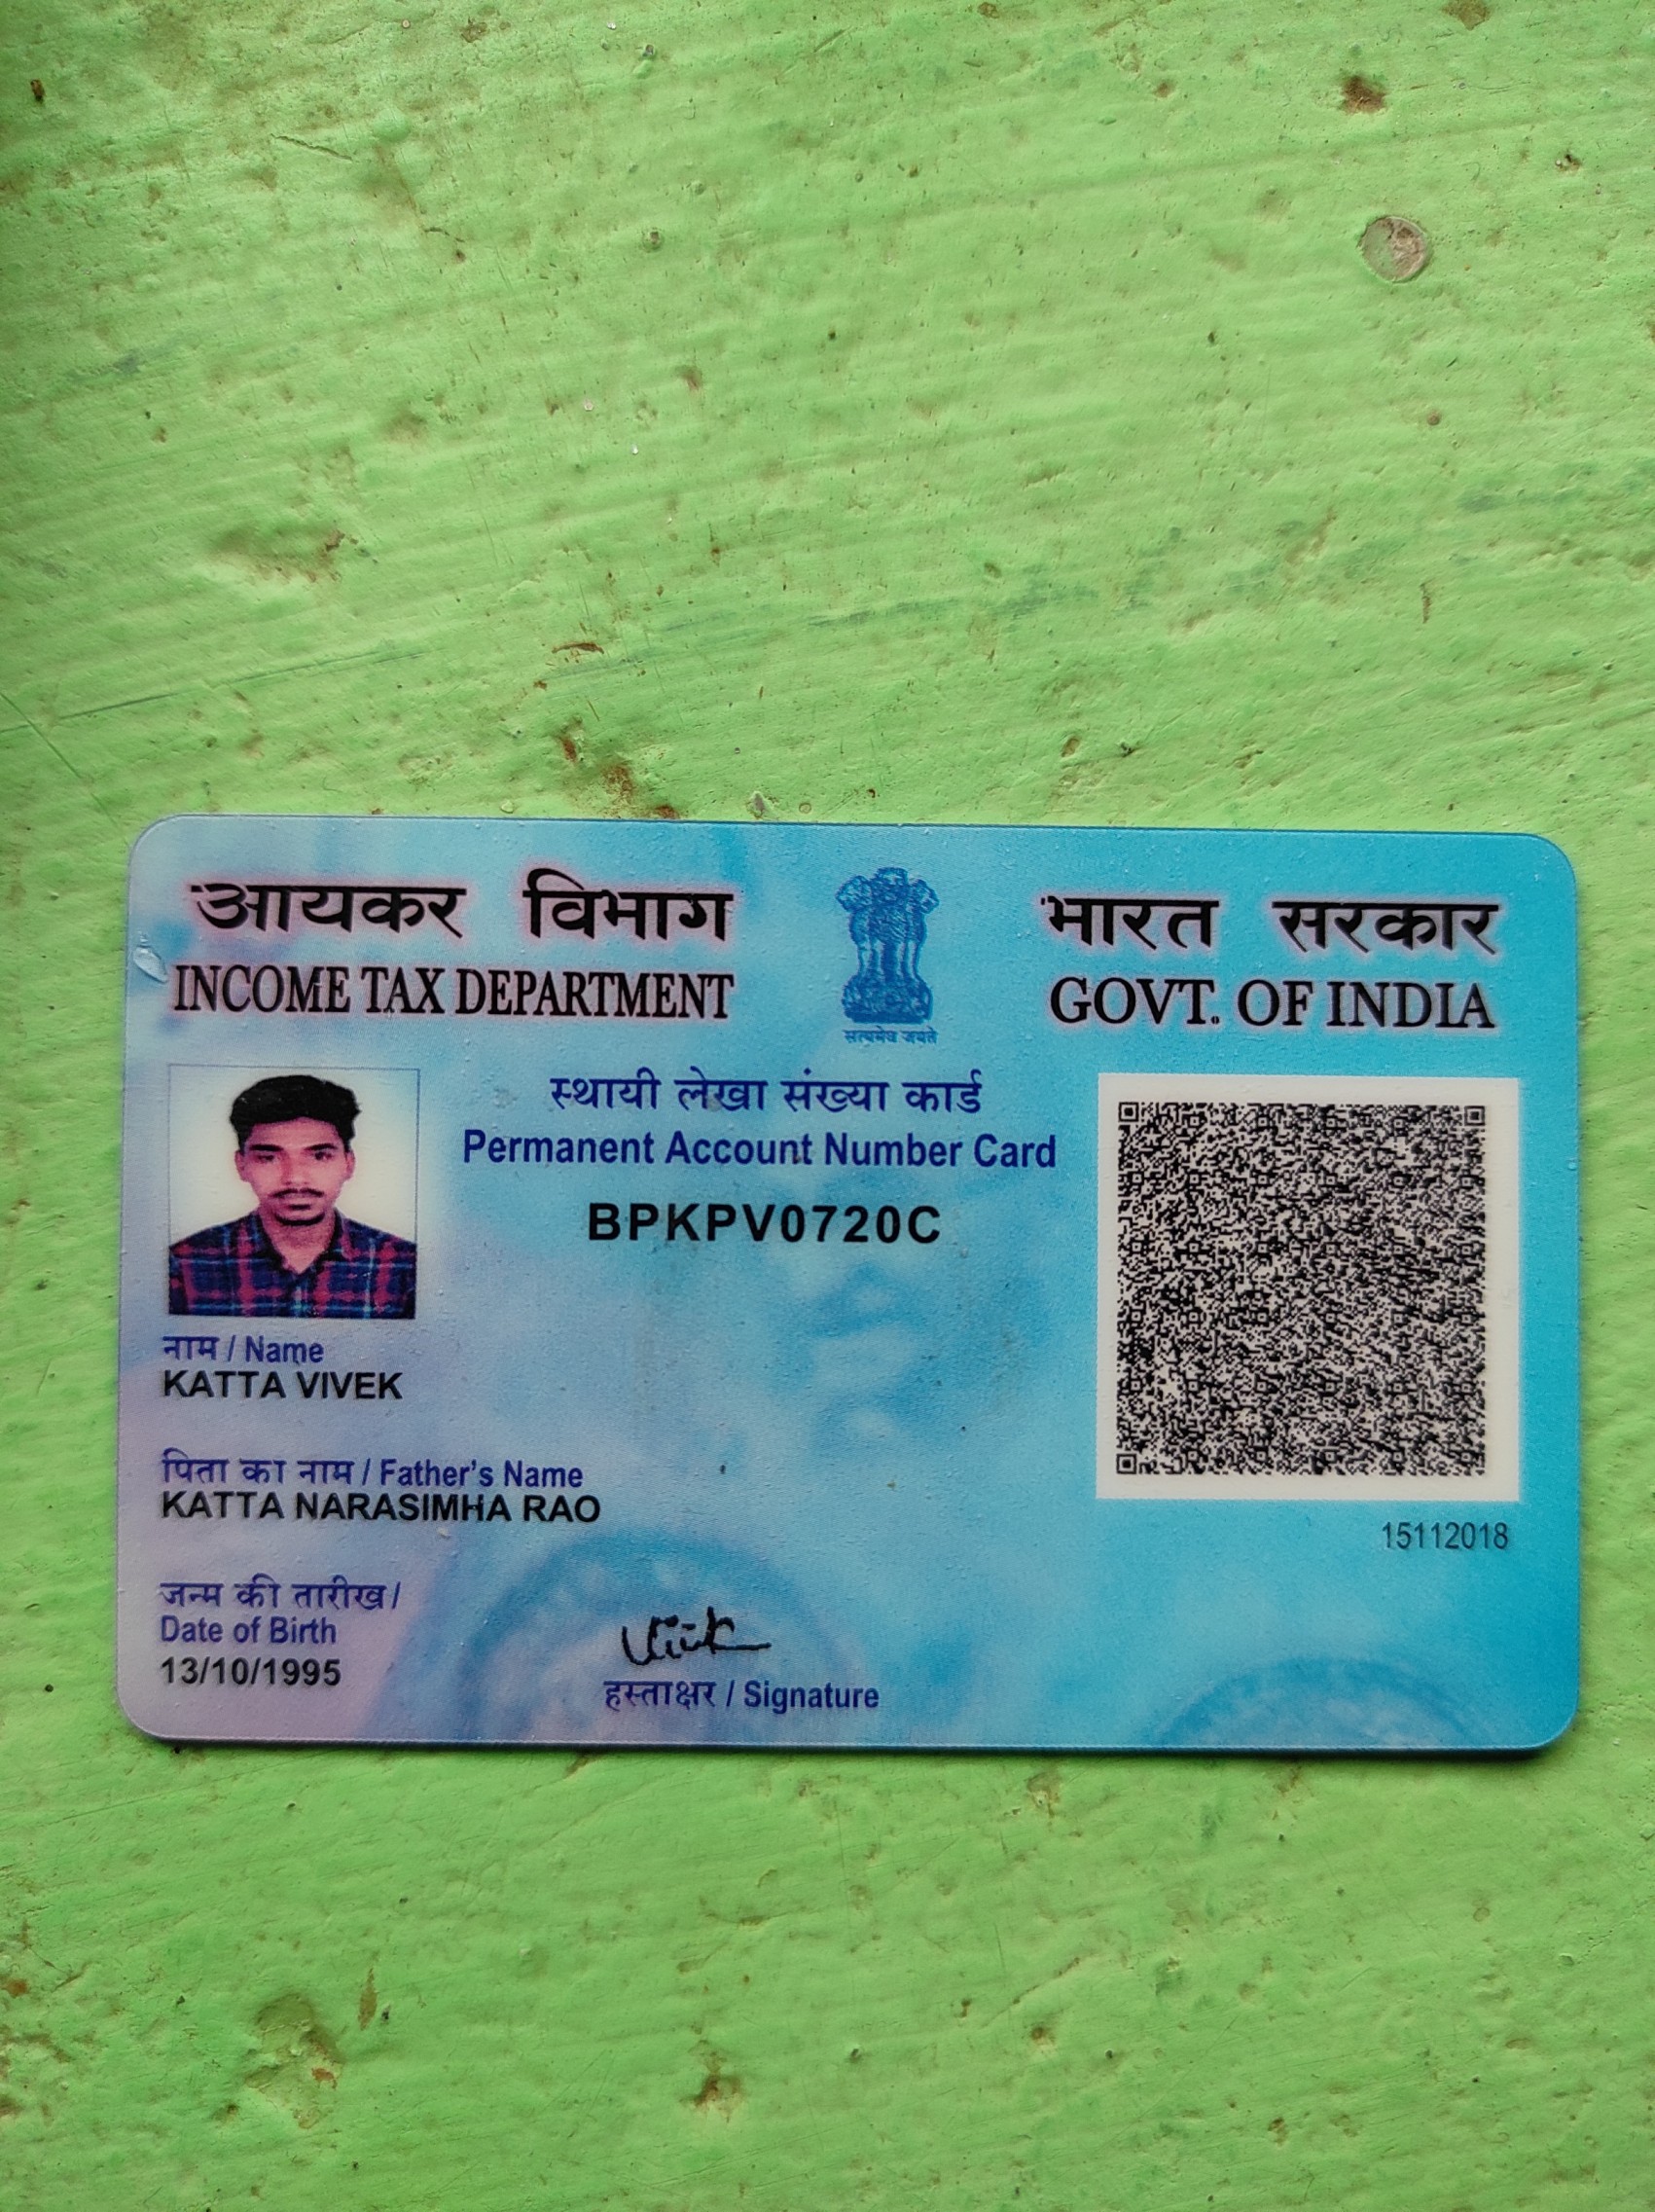 आयकर विभाग
INCOME TAX DEPARTMENT
सत्यमेव जयते
भारत सरकार
GOVT. OF INDIA
स्थायी लेखा संख्या कार्ड
Permanent Account Number Card
BPKPV0720C
नाम / Name
KATTA VIVEK
पिता का नाम / Father's Name
KATTA NARASIMHA RAO
15112018
जन्म की तारीख /
Date of Birth
13/10/1995
Vivek
हस्ताक्षर / Signature